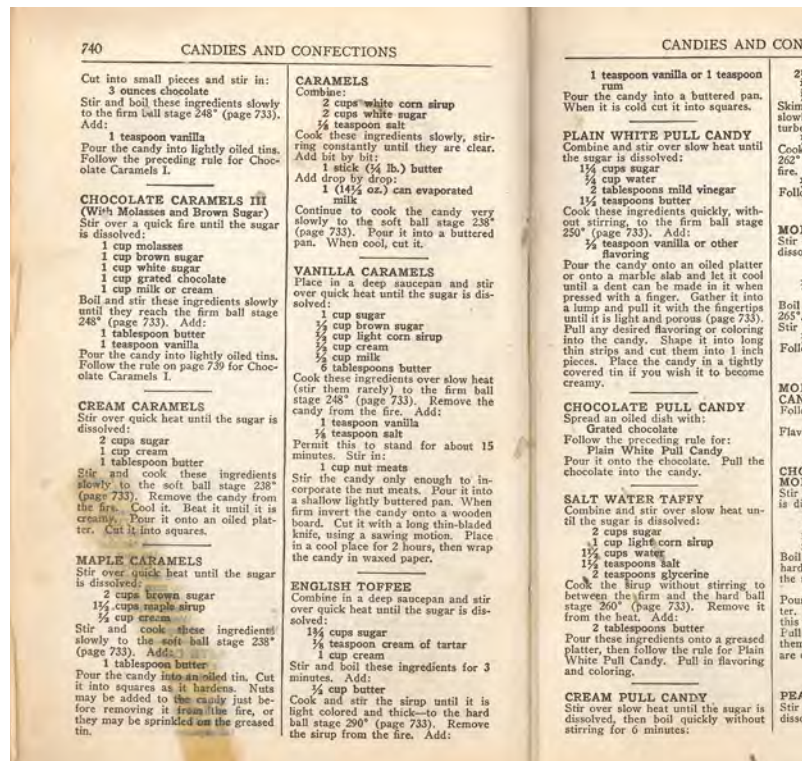 740 CANDIES AND CONFECTIONS
Cut into small pieces and stir in:
3 ounces chocolate
Stir and boil these ingredients slowly
to the firm ball stage 248° (page 733).
Add:
1 teaspoon vanilla
Pour the candy into lightly oiled tins.
Follow the preceding rule for Choc-
olate Caramels I.
CHOCOLATE CARAMELS III
(With Molasses and Brown Sugar)
Stir over a quick fire until the sugar
is dissolved:
1 cup molasses
1 cup brown sugar
1 cup white sugar
1 cup grated chocolate
1 cup milk or cream
Boil and stir these ingredients slowly
until they reach the firm ball stage
248° (page 733). Add:
1 tablespoon butter
1 teaspoon vanilla
Pour the candy into lightly oiled tins.
Follow the rule on page 739 for Choc-
olate Caramels I.
CREAM CARAMELS
Stir over quick heat until the sugar is
dissolved:
2 cups sugar
1 cup cream
1 tablespoon butter
Stir and cook these ingredients
slowly to the soft ball stage 238°
(page 733). Remove the candy from
the fire. Cool it. Beat it until it is
creamy. Pour it onto an oiled plat-
ter. Cut it into squares.
MAPLE CARAMELS
Stir over quick heat until the sugar
is dissolved:
2 cups brown sugar
1½ cups maple sirup
½ cup cream
Stir and cook these ingredients
slowly to the soft ball stage 238°
(page 733). Add:
1 tablespoon butter
Pour the candy into an oiled tin. Cut
it into squares as it hardens. Nuts
may be added to the candy just be-
fore removing it from the fire, or
they may be sprinkled on the greased
tin.
CARAMELS
Combine:
2 cups white corn sirup
2 cups white sugar
⅛ teaspoon salt
Cook these ingredients slowly, stir-
ring constantly until they are clear.
Add bit by bit:
1 stick (¼ lb.) butter
Add drop by drop:
1 (14½ oz.) can evaporated
milk
Continue to cook the candy very
slowly to the soft ball stage 238°
(page 733). Pour it into a buttered
pan. When cool, cut it.
VANILLA CARAMELS
Place in a deep saucepan and stir
over quick heat until the sugar is dis-
solved:
1 cup sugar
½ cup brown sugar
½ cup light corn sirup
½ cup cream
½ cup milk
6 tablespoons butter
Cook these ingredients over slow heat
(stir them rarely) to the firm ball
stage 248° (page 733). Remove the
candy from the fire. Add:
1 teaspoon vanilla
⅛ teaspoon salt
Permit this to stand for about 15
minutes. Stir in:
1 cup nut meats
Stir the candy only enough to in-
corporate the nut meats. Pour it into
a shallow lightly buttered pan. When
firm invert the candy onto a wooden
board. Cut it with a long thin-bladed
knife, using a sawing motion. Place
in a cool place for 2 hours, then wrap
the candy in waxed paper.
ENGLISH TOFFEE
Combine in a deep saucepan and stir
over quick heat until the sugar is dis-
solved:
1¾ cups sugar
⅛ teaspoon cream of tartar
1 cup cream
Stir and boil these ingredients for 3
minutes. Add:
½ cup butter
Cook and stir the sirup until it is
light colored and thick—to the hard
ball stage 290° (page 733). Remove
the sirup from the fire. Add:
CANDIES AND CON
1 teaspoon vanilla or 1 teaspoon
rum
Pour the candy into a buttered pan.
When it is cold cut it into squares.
PLAIN WHITE PULL CANDY
Combine and stir over slow heat until
the sugar is dissolved:
1¼ cups sugar
¼ cup water
2 tablespoons mild vinegar
1½ teaspoons butter
Cook these ingredients quickly, with-
out stirring, to the firm ball stage
250° (page 733). Add:
½ teaspoon vanilla or other
flavoring
Pour the candy onto an oiled platter
or onto a marble slab and let it cool
until a dent can be made in it when
pressed with a finger. Gather it into
a lump and pull it with the fingertips
until it is light and porous (page 733).
Pull any desired flavoring or coloring
into the candy. Shape it into long
thin strips and cut them into 1 inch
pieces. Place the candy in a tightly
covered tin if you wish it to become
creamy.
CHOCOLATE PULL CANDY
Spread an oiled dish with:
Grated chocolate
Follow the preceding rule for:
Plain White Pull Candy
Pour it onto the chocolate. Pull the
chocolate into the candy.
SALT WATER TAFFY
Combine and stir over slow heat un-
til the sugar is dissolved:
2 cups sugar
1 cup light corn sirup
1½ cups water
1½ teaspoons salt
2 teaspoons glycerine
Cook the sirup without stirring to
between the firm and the hard ball
stage 260° (page 733). Remove it
from the heat. Add:
2 tablespoons butter
Pour these ingredients onto a greased
platter, then follow the rule for Plain
White Pull Candy. Pull in flavoring
and coloring.
CREAM PULL CANDY
Stir over slow heat until the sugar is
dissolved, then boil quickly without
stirring for 6 minutes: